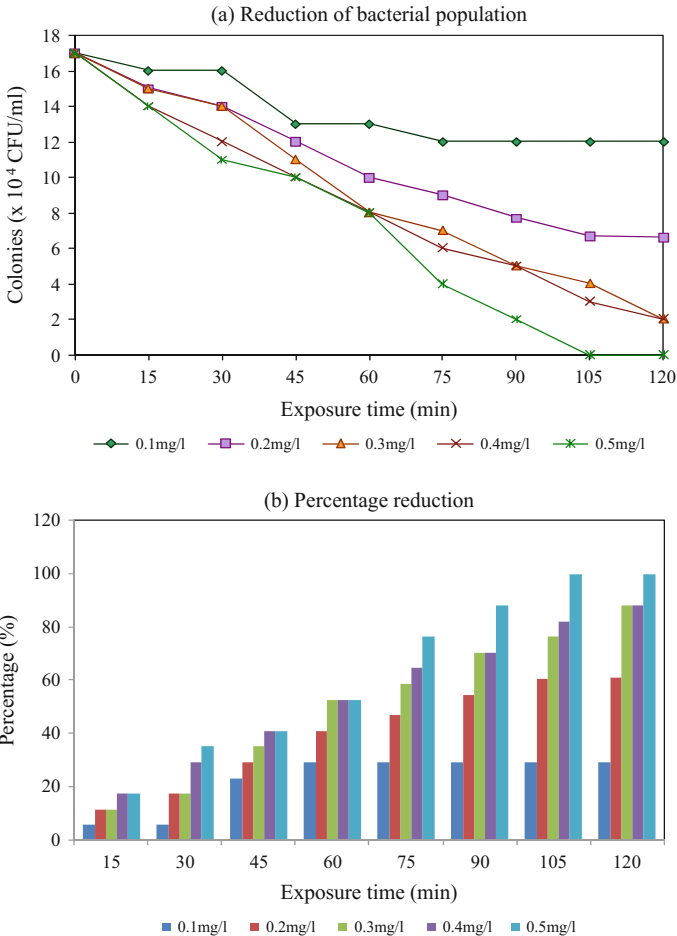 (a) Reduction of bacterial population
18
16
14
12
10
8
6
4
2
0
Colonies (x 10⁻⁴ CFU/ml)
0 15 30 45 60 75 90 105 120
Exposure time (min)
0.1mg/l 0.2mg/l 0.3mg/l 0.4mg/l 0.5mg/l
(b) Percentage reduction
120
100
80
60
40
20
0
Percentage (%)
15 30 45 60 75 90 105 120
Exposure time (min)
0.1mg/l 0.2mg/l 0.3mg/l 0.4mg/l 0.5mg/l